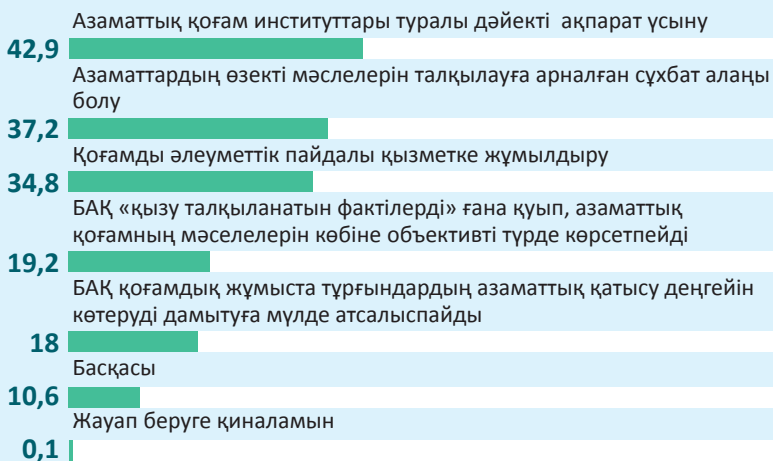 Азаматтық қоғам институттары туралы дәйекті ақпарат ұсыну
42,9
Азаматтардың өзекті мәслелерін талқылауға арналған сұхбат алаңы
болу
37,2
Қоғамды әлеуметтік пайдалы қызметке жұмылдыру
34,8
БАҚ «қызу талқыланатын фактілерді» ғана қуып, азаматтық
қоғамның мәселелерін көбіне объективті түрде көрсетпейді
19,2
БАҚ қоғамдық жұмыста тұрғындардың азаматтық қатысу деңгейін
көтеруді дамытуға мүлде атсалыспайды
18
Басқасы
10,6
Жауап беруге қиналамын
0,1